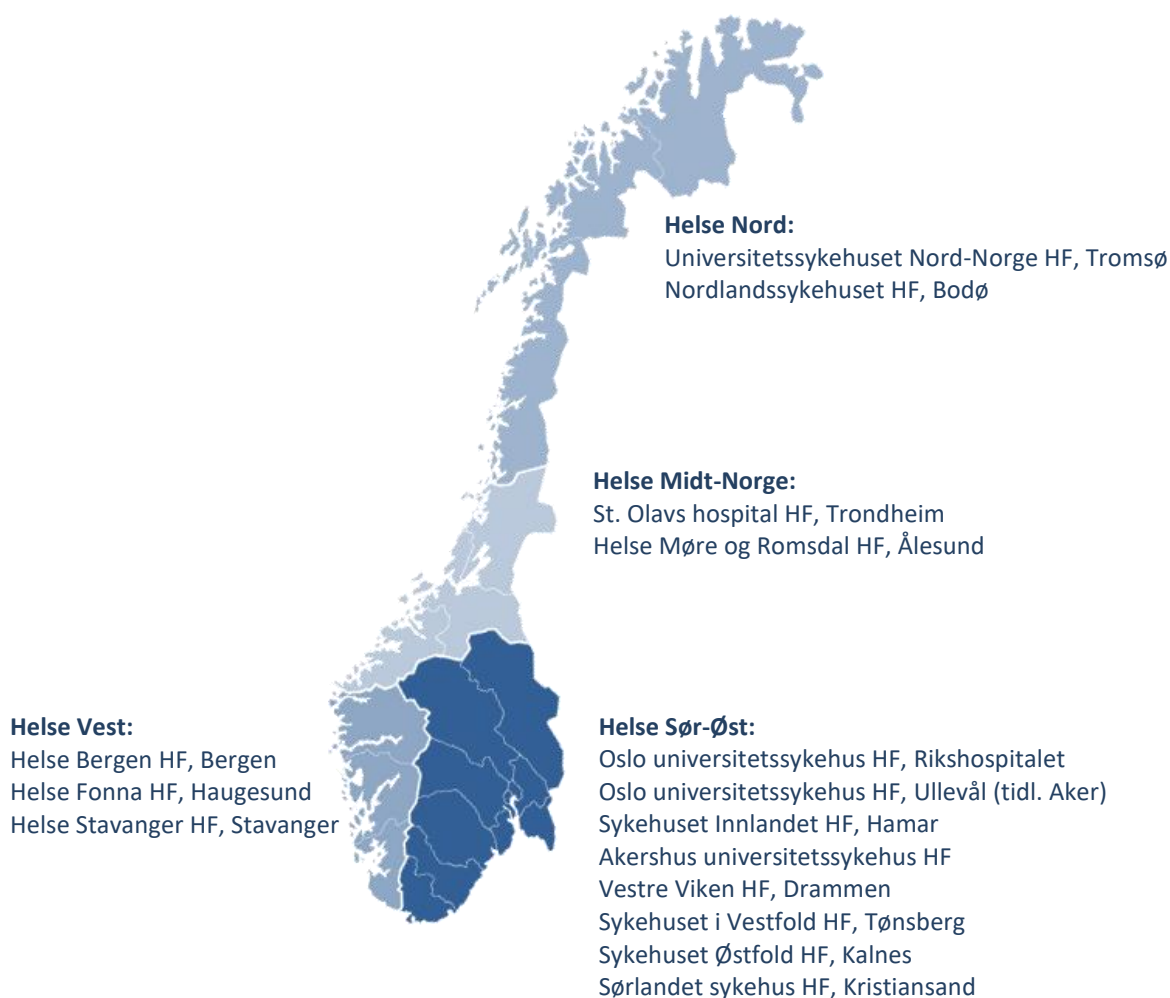 Helse Nord:
Universitetssykehuset Nord-Norge HF, Tromsø
Nordlandssykehuset HF, Bodø
Helse Midt-Norge:
St. Olavs hospital HF, Trondheim
Helse Møre og Romsdal HF, Ålesund
Helse Vest:
Helse Bergen HF, Bergen
Helse Fonna HF, Haugesund
Helse Stavanger HF, Stavanger
Helse Sør-Øst:
Oslo universitetssykehus HF, Rikshospitalet
Oslo universitetssykehus HF, Ullevål (tidl. Aker)
Sykehuset Innlandet HF, Hamar
Akershus universitetssykehus HF
Vestre Viken HF, Drammen
Sykehuset i Vestfold HF, Tønsberg
Sykehuset Østfold HF, Kalnes
Sørlandet sykehus HF, Kristiansand